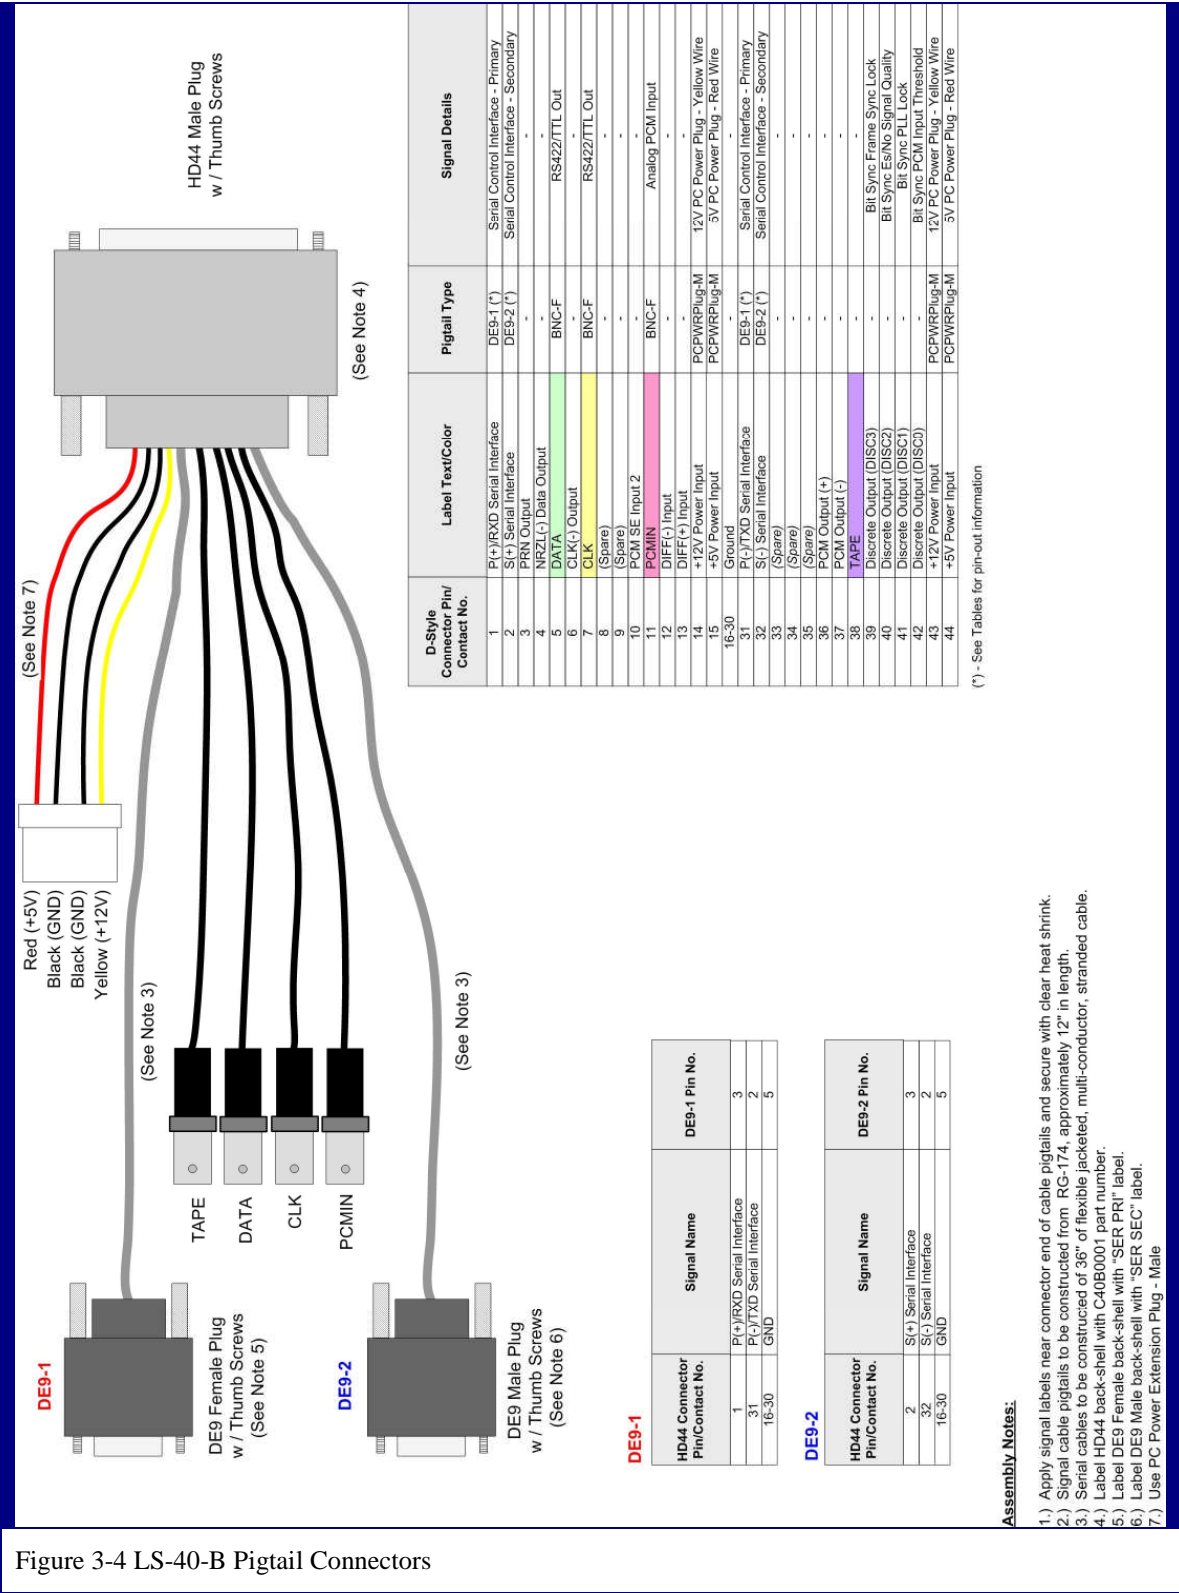 HD44 Male Plug
w / Thumb Screws
(See Note 4)
(See Note 7)
Red (+5V)
Black (GND)
Black (GND)
Yellow (+12V)
(See Note 3)
(See Note 3)
TAPE
DATA
CLK
PCMIN
DE9-1
DE9 Female Plug
w / Thumb Screws
(See Note 5)
DE9-2
DE9 Male Plug
w / Thumb Screws
(See Note 6)
D-Style Connector Pin/ Contact No. Label Text/Color Pigtail Type Signal Details
1 P(+)/RXD Serial Interface DE9-1 (*) Serial Control Interface - Primary
2 S(+) Serial Interface DE9-2 (*) Serial Control Interface - Secondary
3 PRN Output - -
4 NRZL(-) Data Output - -
5 DATA BNC-F RS422/TTL Out
6 CLK(-) Output - -
7 CLK BNC-F RS422/TTL Out
8 (Spare) - -
9 (Spare) - -
10 PCM SE Input 2 - -
11 PCMIN BNC-F Analog PCM Input
12 DIFF(-) Input - -
13 DIFF(+) Input - -
14 +12V Power Input PCPWRPlug-M 12V PC Power Plug - Yellow Wire
15 +5V Power Input PCPWRPlug-M 5V PC Power Plug - Red Wire
16-30 Ground - -
31 P(-)/TXD Serial Interface DE9-1 (*) Serial Control Interface - Primary
32 S(-) Serial Interface DE9-2 (*) Serial Control Interface - Secondary
33 (Spare) - -
34 (Spare) - -
35 (Spare) - -
36 PCM Output (+) - -
37 PCM Output (-) - -
38 TAPE - -
39 Discrete Output (DISC3) - Bit Sync Frame Sync Lock
40 Discrete Output (DISC2) - Bit Sync Es/No Signal Quality
41 Discrete Output (DISC1) - Bit Sync PLL Lock
42 Discrete Output (DISC0) - Bit Sync PCM Input Threshold
43 +12V Power Input PCPWRPlug-M 12V PC Power Plug - Yellow Wire
44 +5V Power Input PCPWRPlug-M 5V PC Power Plug - Red Wire
(*) - See Tables for pin-out information
DE9-1
HD44 Connector Pin/Contact No. Signal Name DE9-1 Pin No.
1 P(+)/RXD Serial Interface 3
31 P(-)/TXD Serial Interface 2
16-30 GND 5
DE9-2
HD44 Connector Pin/Contact No. Signal Name DE9-2 Pin No.
2 S(+) Serial Interface 3
32 S(-) Serial Interface 2
16-30 GND 5
Assembly Notes:
1.) Apply signal labels near connector end of cable pigtails and secure with clear heat shrink.
2.) Signal cable pigtails to be constructed from RG-174, approximately 12" in length.
3.) Serial cables to be constructed of 36" of flexible jacketed, multi-conductor, stranded cable.
4.) Label HD44 back-shell with C40B0001 part number.
5.) Label DE9 Female back-shell with "SER PRI" label.
6.) Label DE9 Male back-shell with "SER SEC" label.
7.) Use PC Power Extension Plug - Male
Figure 3-4 LS-40-B Pigtail Connectors